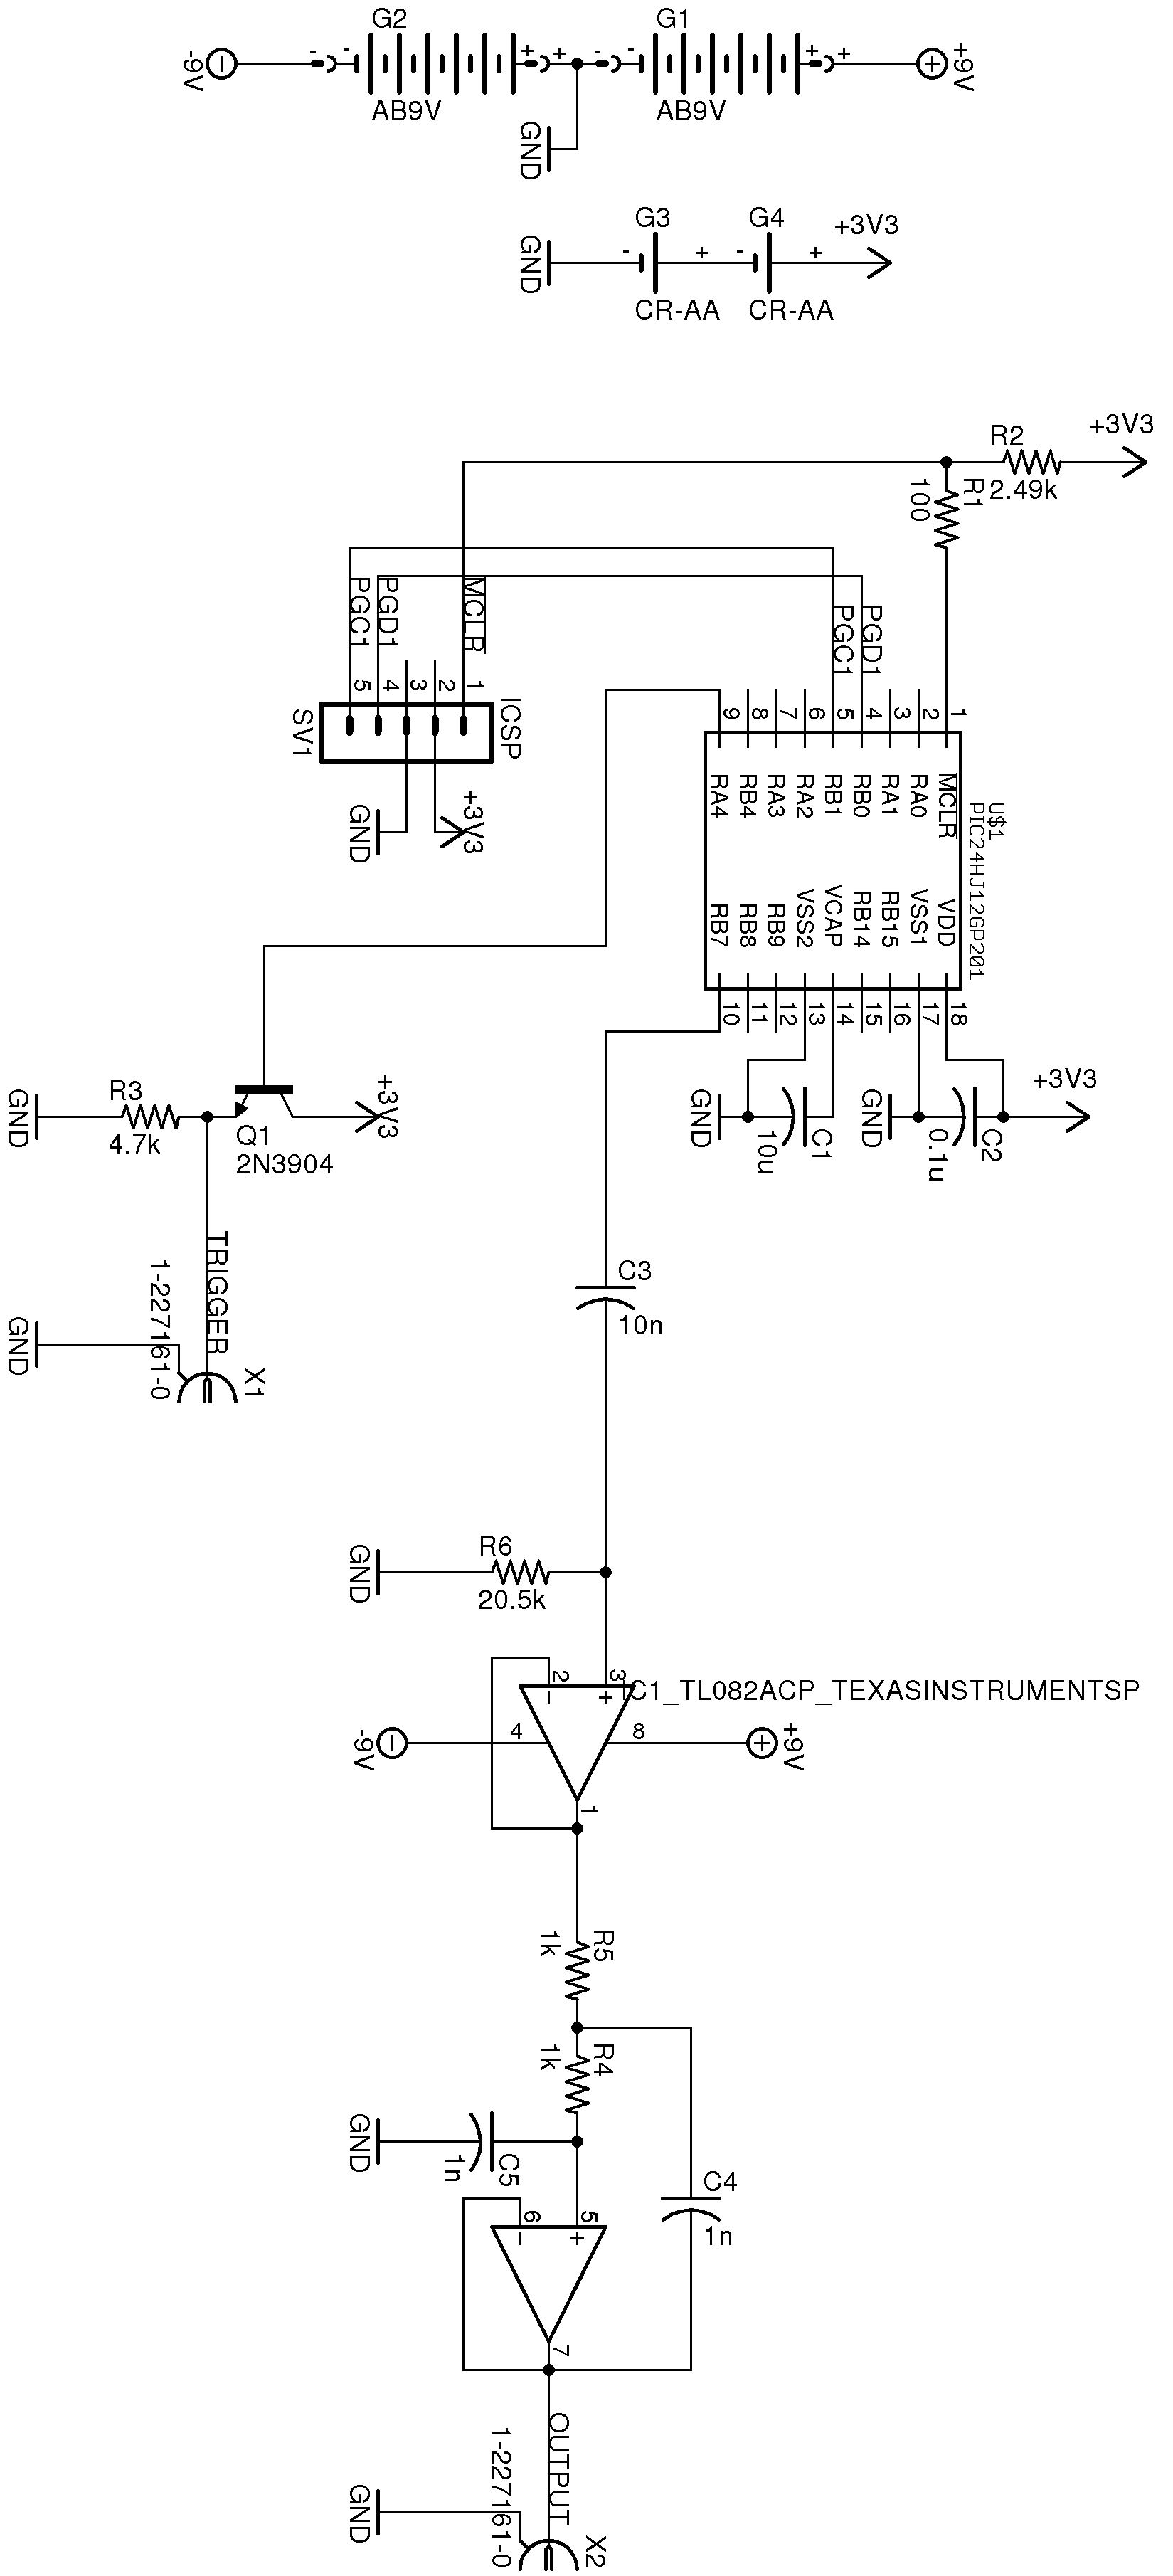 G2
G1
-9V
- - + + - - + +
+9V
AB9V
AB9V
GND
G3
G4
+3V3
GND
- + - +
CR-AA
CR-AA
+3V3
R2
2.49k
R1
100
PGC1
PGD1
MCLR
PGC1
PGD1
5 4 3 2 1
ICSP
SV1
GND
+3V3
9 8 7 6 5 4 3 2 1
RA4 RB4 RA3 RA2 RB1 RB0 RA1 RA0 MCLR
U$1
PIC24HJ12GP201
RB7 RB8 RB9 VSS2 VCAP RB14 RB15 VSS1 VDD
10 11 12 13 14 15 16 17 18
+3V3
GND
C1
10u
GND
C2
0.1u
+3V3
GND
R3
4.7k
Q1
2N3904
TRIGGER
1-227161-0
GND
X1
C3
10n
R6
20.5k
GND
2 3
- +
IC1_TL082ACP_TEXASINSTRUMENTSP
-9V
4
8
+9V
1
R5
1k
R4
1k
GND
C5
1n
C4
1n
6 5
- +
7
OUTPUT
1-227161-0
GND
X2